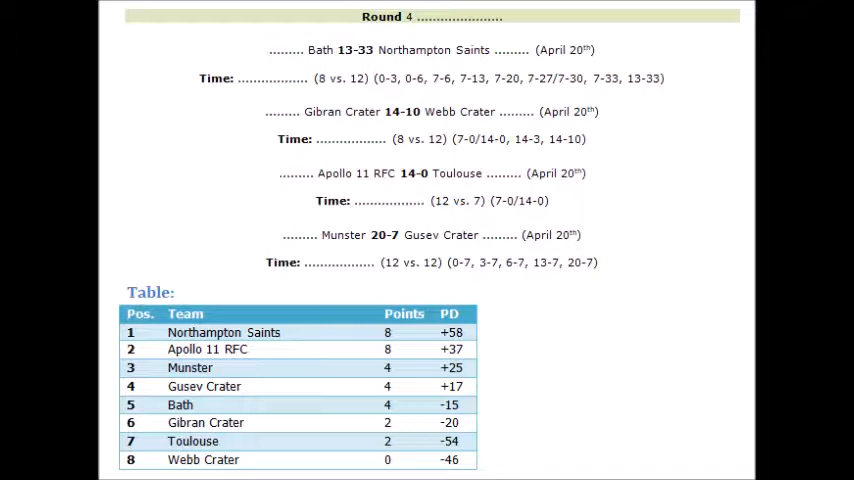 Round 4 ......................
......... Bath 13-33 Northampton Saints ......... (April 20th)
Time: .................. (8 vs. 12) (0-3, 0-6, 7-6, 7-13, 7-20, 7-27/7-30, 7-33, 13-33)
......... Gibran Crater 14-10 Webb Crater ......... (April 20th)
Time: .................. (8 vs. 12) (7-0/14-0, 14-3, 14-10)
......... Apollo 11 RFC 14-0 Toulouse ......... (April 20th)
Time: .................. (12 vs. 7) (7-0/14-0)
......... Munster 20-7 Gusev Crater ......... (April 20th)
Time: .................. (12 vs. 12) (0-7, 3-7, 6-7, 13-7, 20-7)
Table:
Pos. Team Points PD
1 Northampton Saints 8 +58
2 Apollo 11 RFC 8 +37
3 Munster 4 +25
4 Gusev Crater 4 +17
5 Bath 4 -15
6 Gibran Crater 2 -20
7 Toulouse 2 -54
8 Webb Crater 0 -46